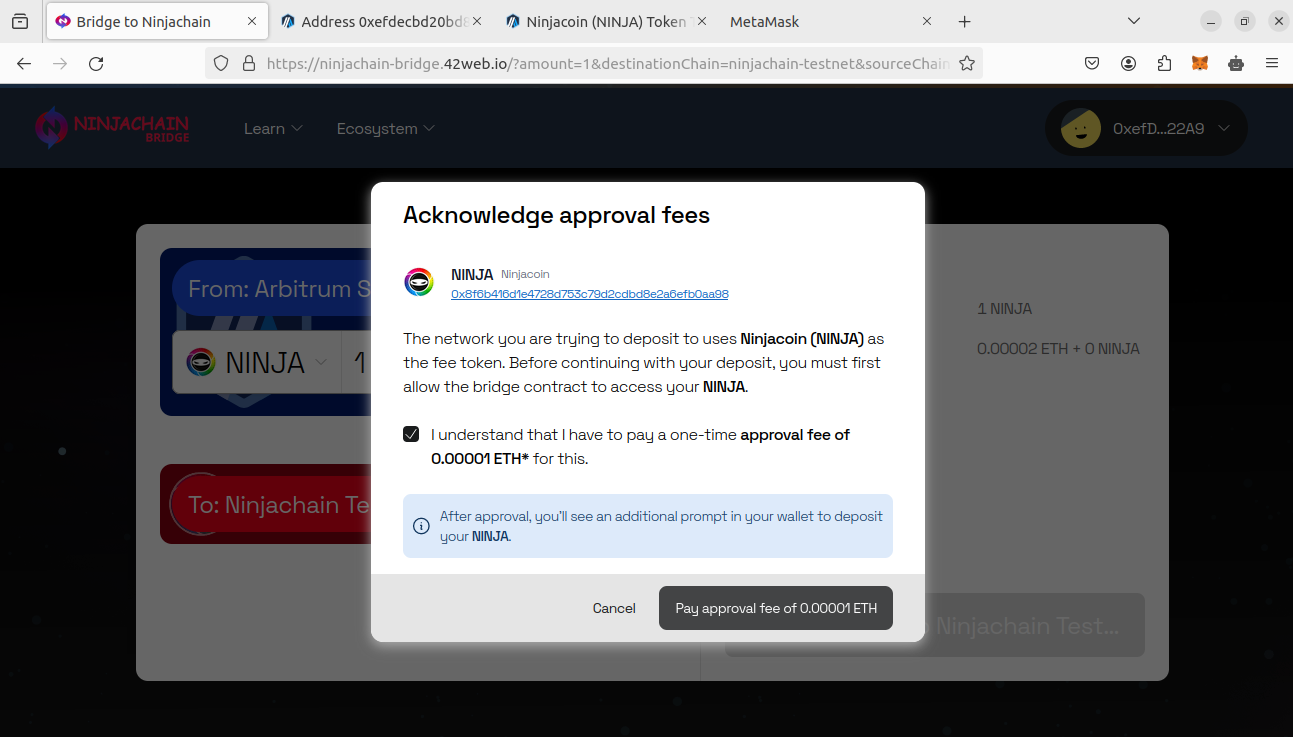 Bridge to Ninjachain
Address 0xefdecbd20bd8
Ninjacoin (NINJA) Token
MetaMask
https://ninjachain-bridge.42web.io/?amount=1&destinationChain=ninjachain-testnet&sourceChain
NINJACHAIN
BRIDGE
Learn
Ecosystem
0xefD...22A9
Acknowledge approval fees
NINJA Ninjacoin
0x8f6b416d1e4728d753c79d2cdbd8e2a6efb0aa98
The network you are trying to deposit to uses Ninjacoin (NINJA) as
the fee token. Before continuing with your deposit, you must first
allow the bridge contract to access your NINJA.
I understand that I have to pay a one-time approval fee of
0.00001 ETH* for this.
After approval, you'll see an additional prompt in your wallet to deposit
your NINJA.
Cancel
Pay approval fee of 0.00001 ETH
From: Arbitrum S
NINJA
1
To: Ninjachain Te
1 NINJA
0.00002 ETH + 0 NINJA
Ninjachain Test...